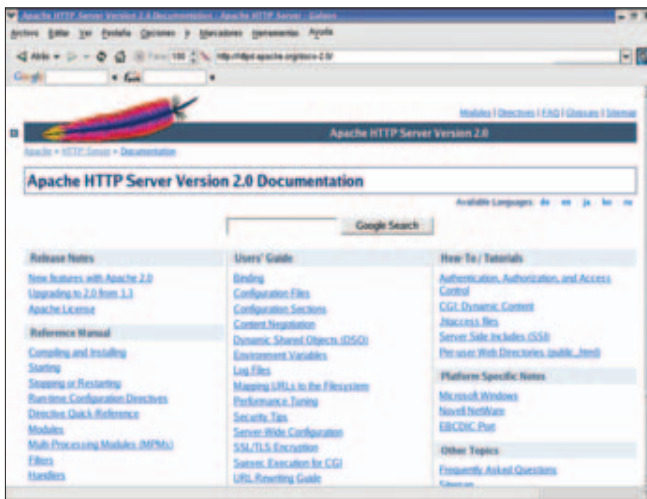 Apache HTTP Server Version 2.0 Documentation - Apache HTTP Server - Galeon
Archivo Editar Ver Pestaña Opciones Ir Marcadores Herramientas Ayuda
Atrás 100 http://httpd.apache.org/docs-2.0/
Google
Modules | Directives | FAQ | Glossary | Sitemap
Apache HTTP Server Version 2.0
Apache > HTTP Server > Documentation
Apache HTTP Server Version 2.0 Documentation
Available Languages: de en ja ko ru
Google Search
Release Notes
New features with Apache 2.0
Upgrading to 2.0 from 1.3
Apache License
Reference Manual
Compiling and Installing
Starting
Stopping or Restarting
Run-time Configuration Directives
Directive Quick-Reference
Modules
Multi-Processing Modules (MPMs)
Filters
Handlers
Users' Guide
Binding
Configuration Files
Configuration Sections
Content Negotiation
Dynamic Shared Objects (DSO)
Environment Variables
Log Files
Mapping URLs to the Filesystem
Performance Tuning
Security Tips
Server-Wide Configuration
SSL/TLS Encryption
Suexec Execution for CGI
URL Rewriting Guide
How-To / Tutorials
Authentication, Authorization, and Access
Control
CGI: Dynamic Content
.htaccess files
Server Side Includes (SSI)
Per-user Web Directories (public_html)
Platform Specific Notes
Microsoft Windows
Novell NetWare
EBCDIC Port
Other Topics
Frequently Asked Questions
Sitemap